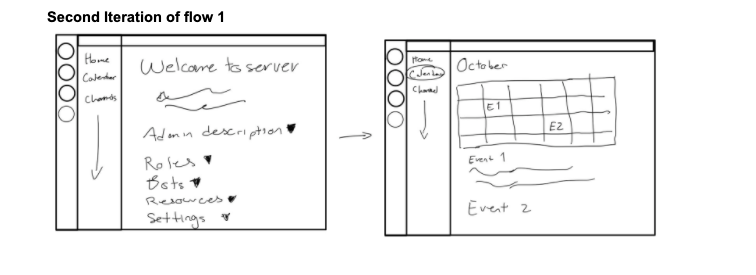 Second Iteration of flow 1
Home
Calendar
Channels
Welcome to server
Admin description
Roles
Bots
Resources
Settings
Home
Calendar
Channel
October
E1
E2
Event 1
Event 2